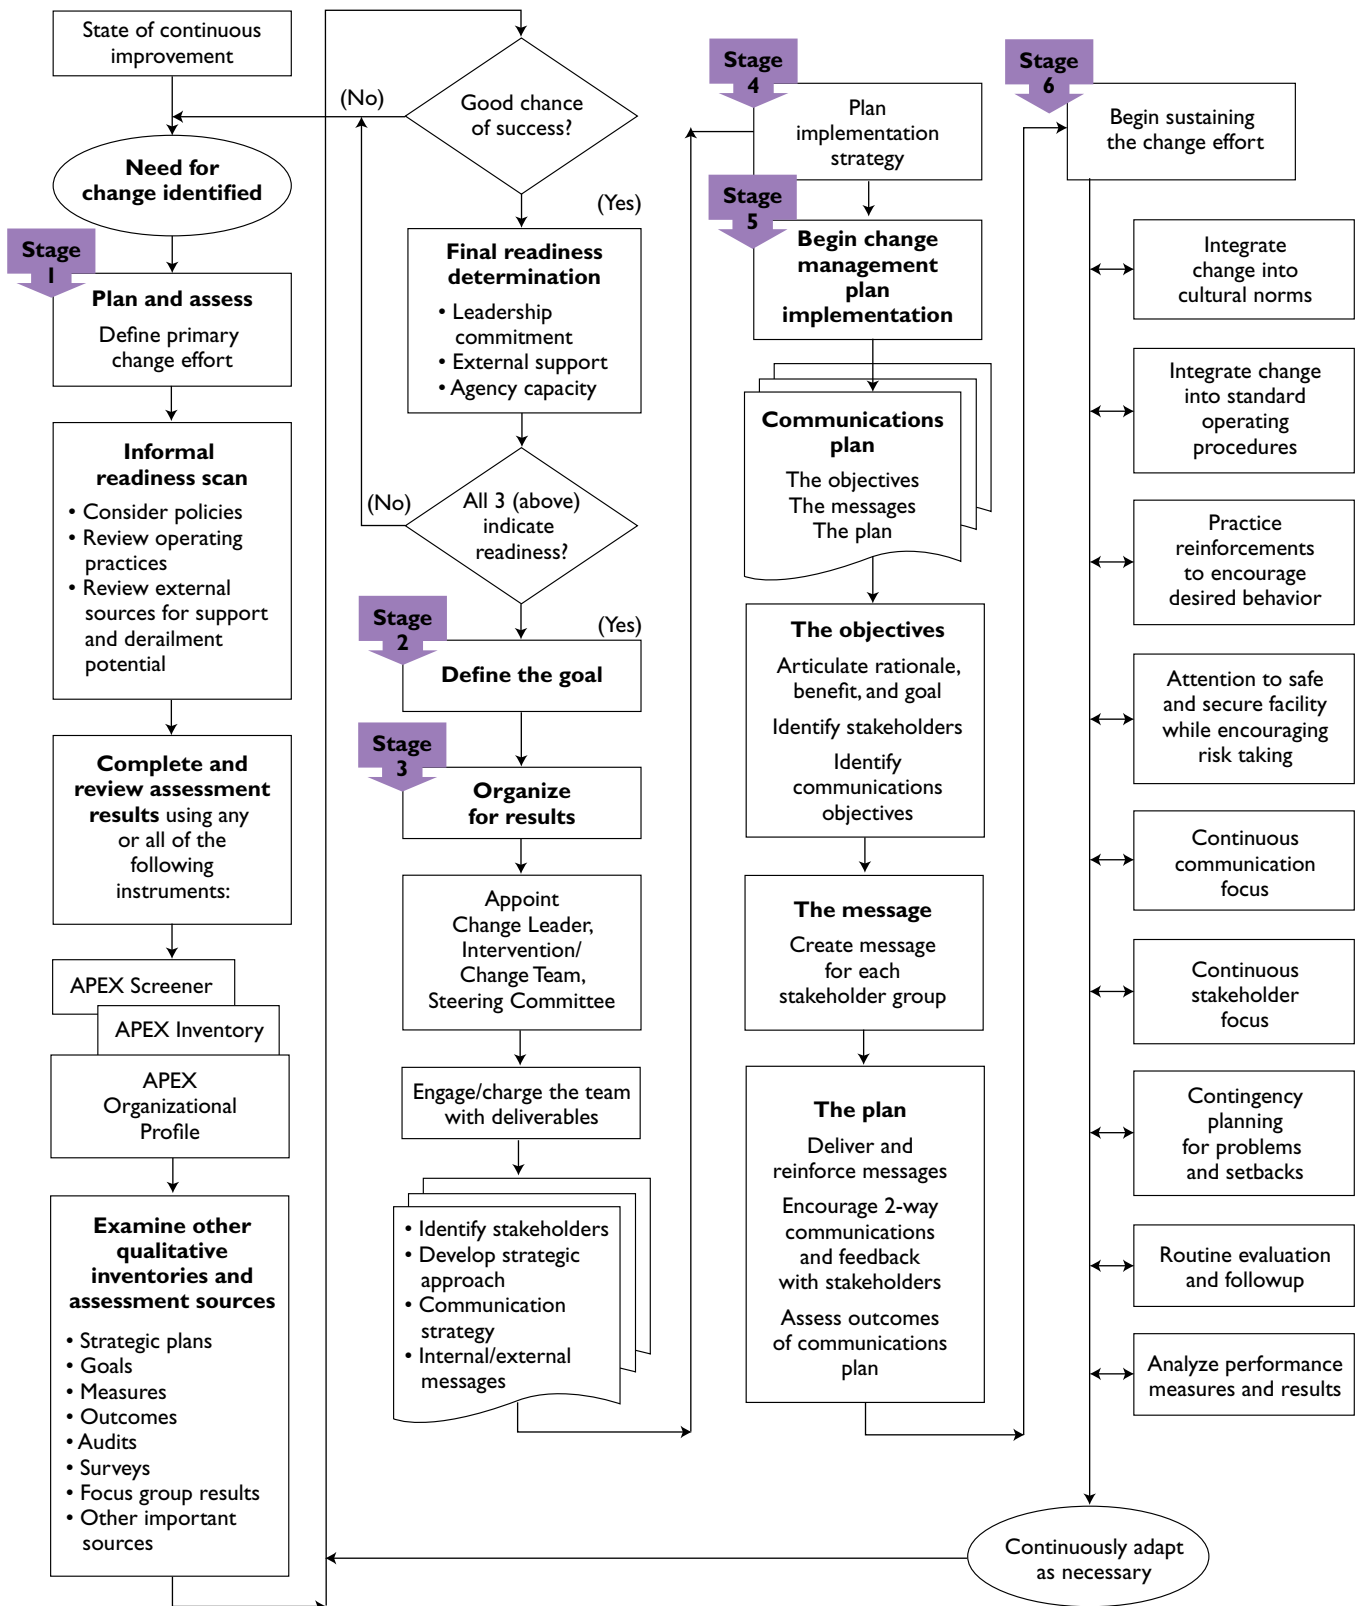 State of continuous
improvement
(No)
Need for
change identified
Stage
1
Plan and assess
Define primary
change effort
Informal
readiness scan
• Consider policies
• Review operating
practices
• Review external
sources for support
and derailment
potential
Complete and
review assessment
results using any
or all of the
following
instruments:
APEX Screener
APEX Inventory
APEX
Organizational
Profile
Examine other
qualitative
inventories and
assessment sources
• Strategic plans
• Goals
• Measures
• Outcomes
• Audits
• Surveys
• Focus group results
• Other important
sources
Good chance
of success?
(Yes)
Final readiness
determination
• Leadership
commitment
• External support
• Agency capacity
(No)
All 3 (above)
indicate
readiness?
(Yes)
Stage
2
Define the goal
Stage
3
Organize
for results
Appoint
Change Leader,
Intervention/
Change Team,
Steering Committee
Engage/charge the team
with deliverables
• Identify stakeholders
• Develop strategic
approach
• Communication
strategy
• Internal/external
messages
Stage
4
Plan
implementation
strategy
Stage
5
Begin change
management
plan
implementation
Communications
plan
The objectives
The messages
The plan
The objectives
Articulate rationale,
benefit, and goal
Identify stakeholders
Identify
communications
objectives
The message
Create message
for each
stakeholder group
The plan
Deliver and
reinforce messages
Encourage 2-way
communications
and feedback
with stakeholders
Assess outcomes
of communications
plan
Stage
6
Begin sustaining
the change effort
Integrate
change into
cultural norms
Integrate change
into standard
operating
procedures
Practice
reinforcements
to encourage
desired behavior
Attention to safe
and secure facility
while encouraging
risk taking
Continuous
communication
focus
Continuous
stakeholder
focus
Contingency
planning
for problems
and setbacks
Routine evaluation
and followup
Analyze performance
measures and results
Continuously adapt
as necessary